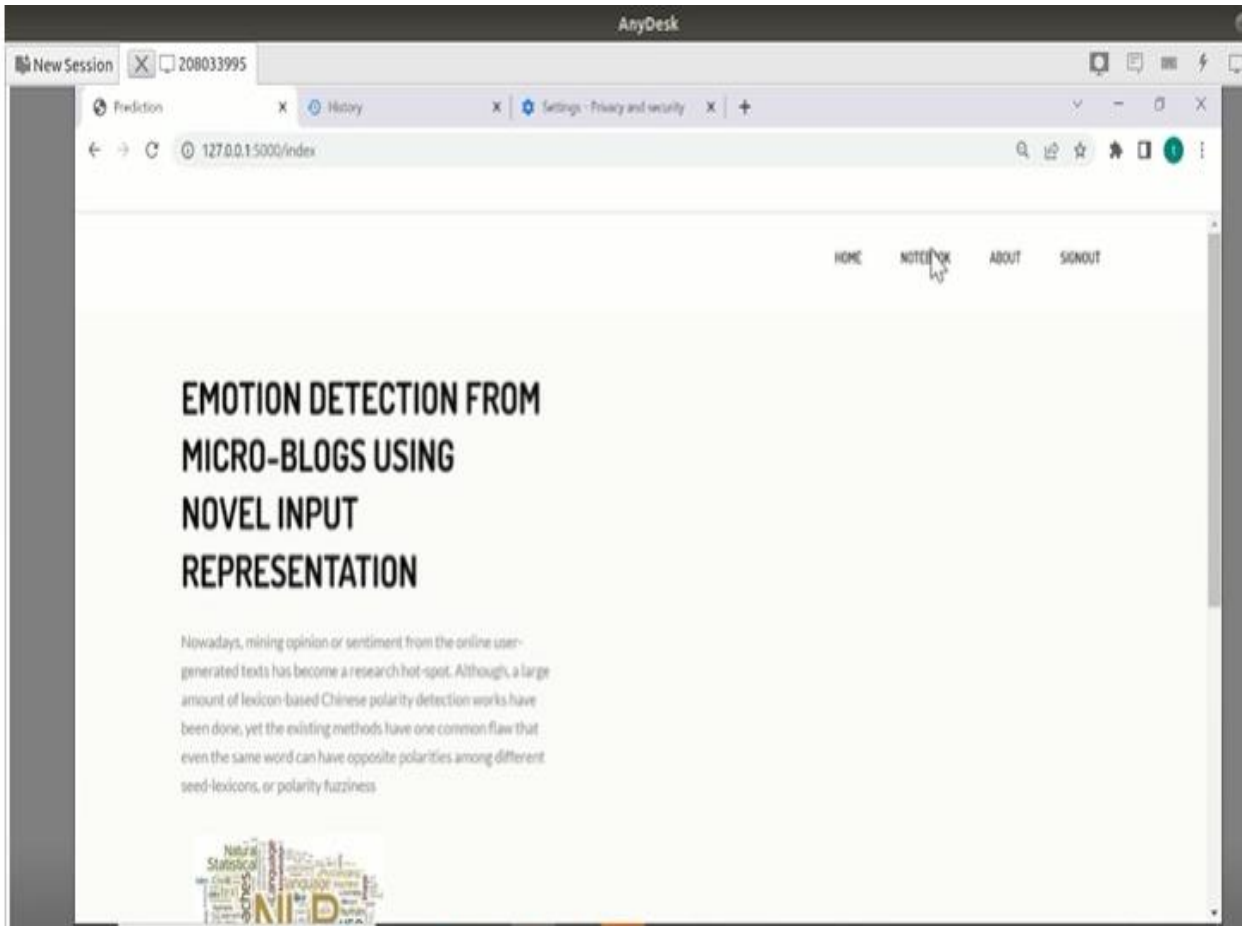 AnyDesk
New Session 208033995
Prediction History Settings - Privacy and security
127.0.0.1:5000/index
HOME NOTEBOOK ABOUT SIGNOUT
EMOTION DETECTION FROM
MICRO-BLOGS USING
NOVEL INPUT
REPRESENTATION
Nowadays, mining opinion or sentiment from the online user-
generated texts has become a research hot-spot. Although, a large
amount of lexicon-based Chinese polarity detection works have
been done, yet the existing methods have one common flaw that
even the same word can have opposite polarities among different
seed-lexicons, or polarity fuzziness
Natural
Statistical
Language
NLP